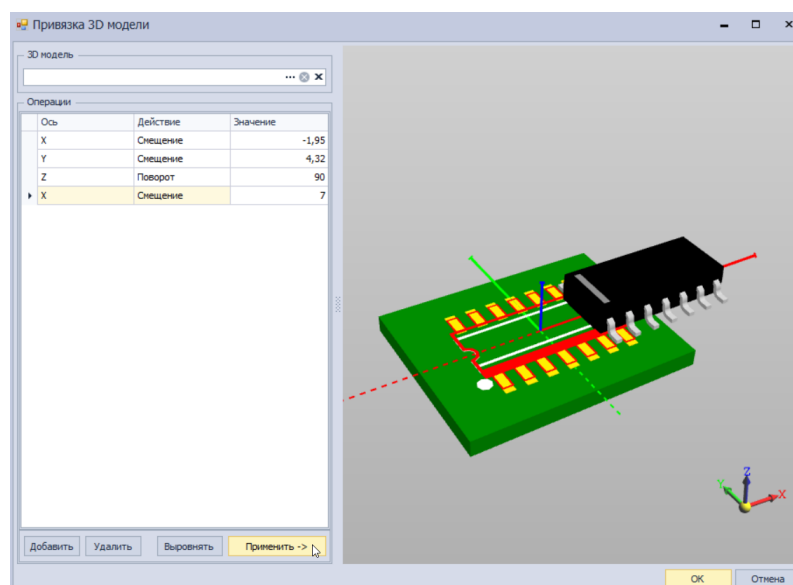 Привязка 3D модели
3D модель
Операции
Ось Действие Значение
X Смещение -1,95
Y Смещение 4,32
Z Поворот 90
X Смещение 7
Z
Y
X
Добавить Удалить Выровнять Применить ->
ОК Отмена